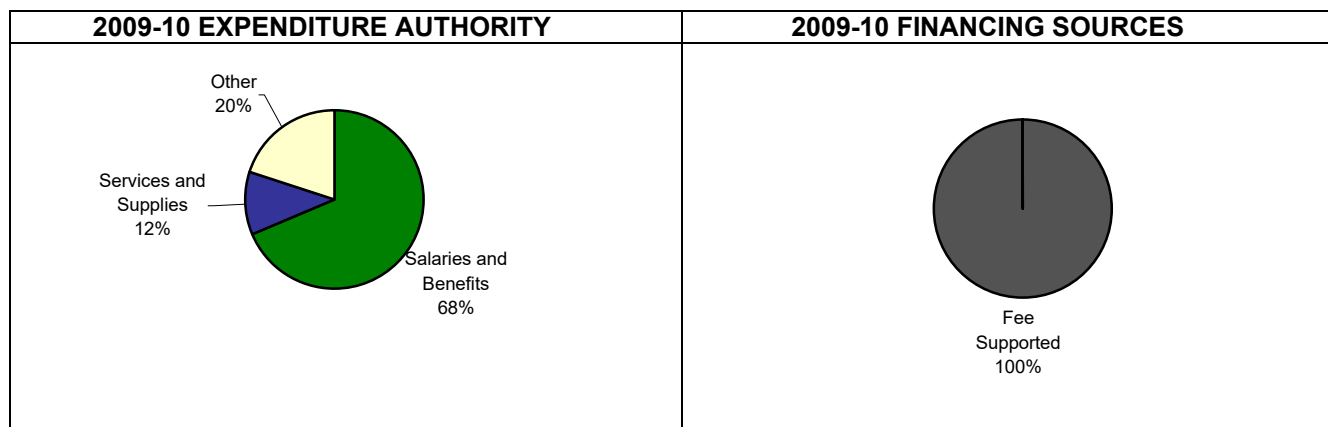 2009-10 EXPENDITURE AUTHORITY
2009-10 FINANCING SOURCES
Other
20%
Services and
Supplies
12%
Salaries and
Benefits
68%
Fee
Supported
100%